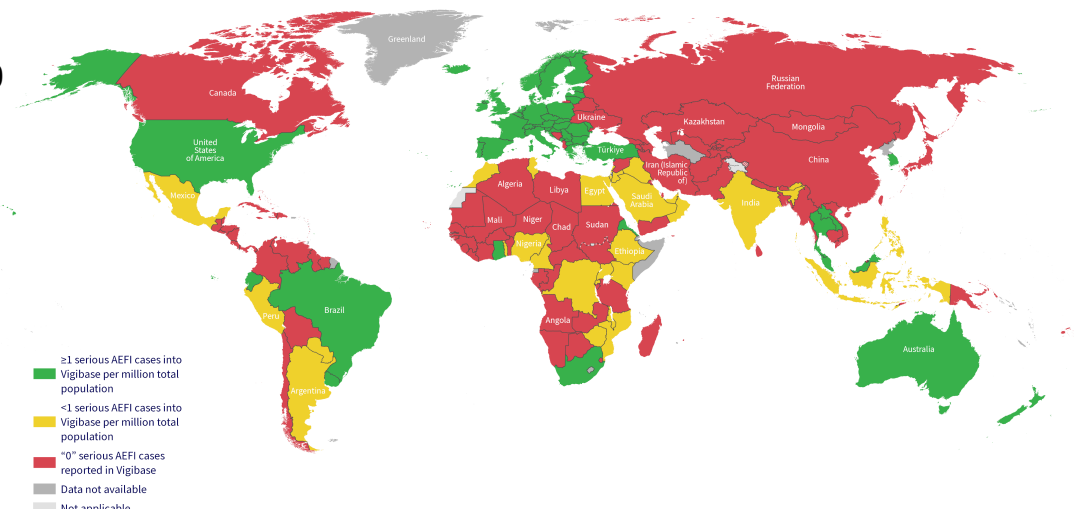 Greenland
Canada
Russian
Federation
Ukraine
Kazakhstan
Mongolia
United
States
of America
Türkiye
China
Iran (Islamic
Republic
of)
Algeria
Libya
Egypt
Saudi
Arabia
India
Mexico
Mali
Niger
Chad
Sudan
Nigeria
Ethiopia
Brazil
Peru
Angola
Australia
Argentina
≥1 serious AEFI cases into
Vigibase per million total
population
<1 serious AEFI cases into
Vigibase per million total
population
“0” serious AEFI cases
reported in Vigibase
Data not available
Not applicable